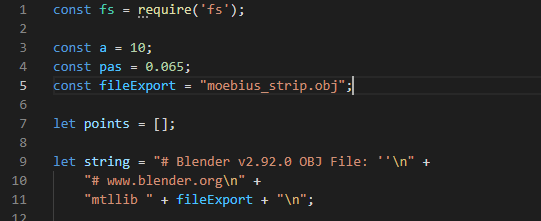 1 const fs = require('fs');
2
3 const a = 10;
4 const pas = 0.065;
5 const fileExport = "moebius_strip.obj";
6
7 let points = [];
8
9 let string = "# Blender v2.92.0 OBJ File: ''\n" +
10 "# www.blender.org\n" +
11 "mtllib " + fileExport + "\n";
12